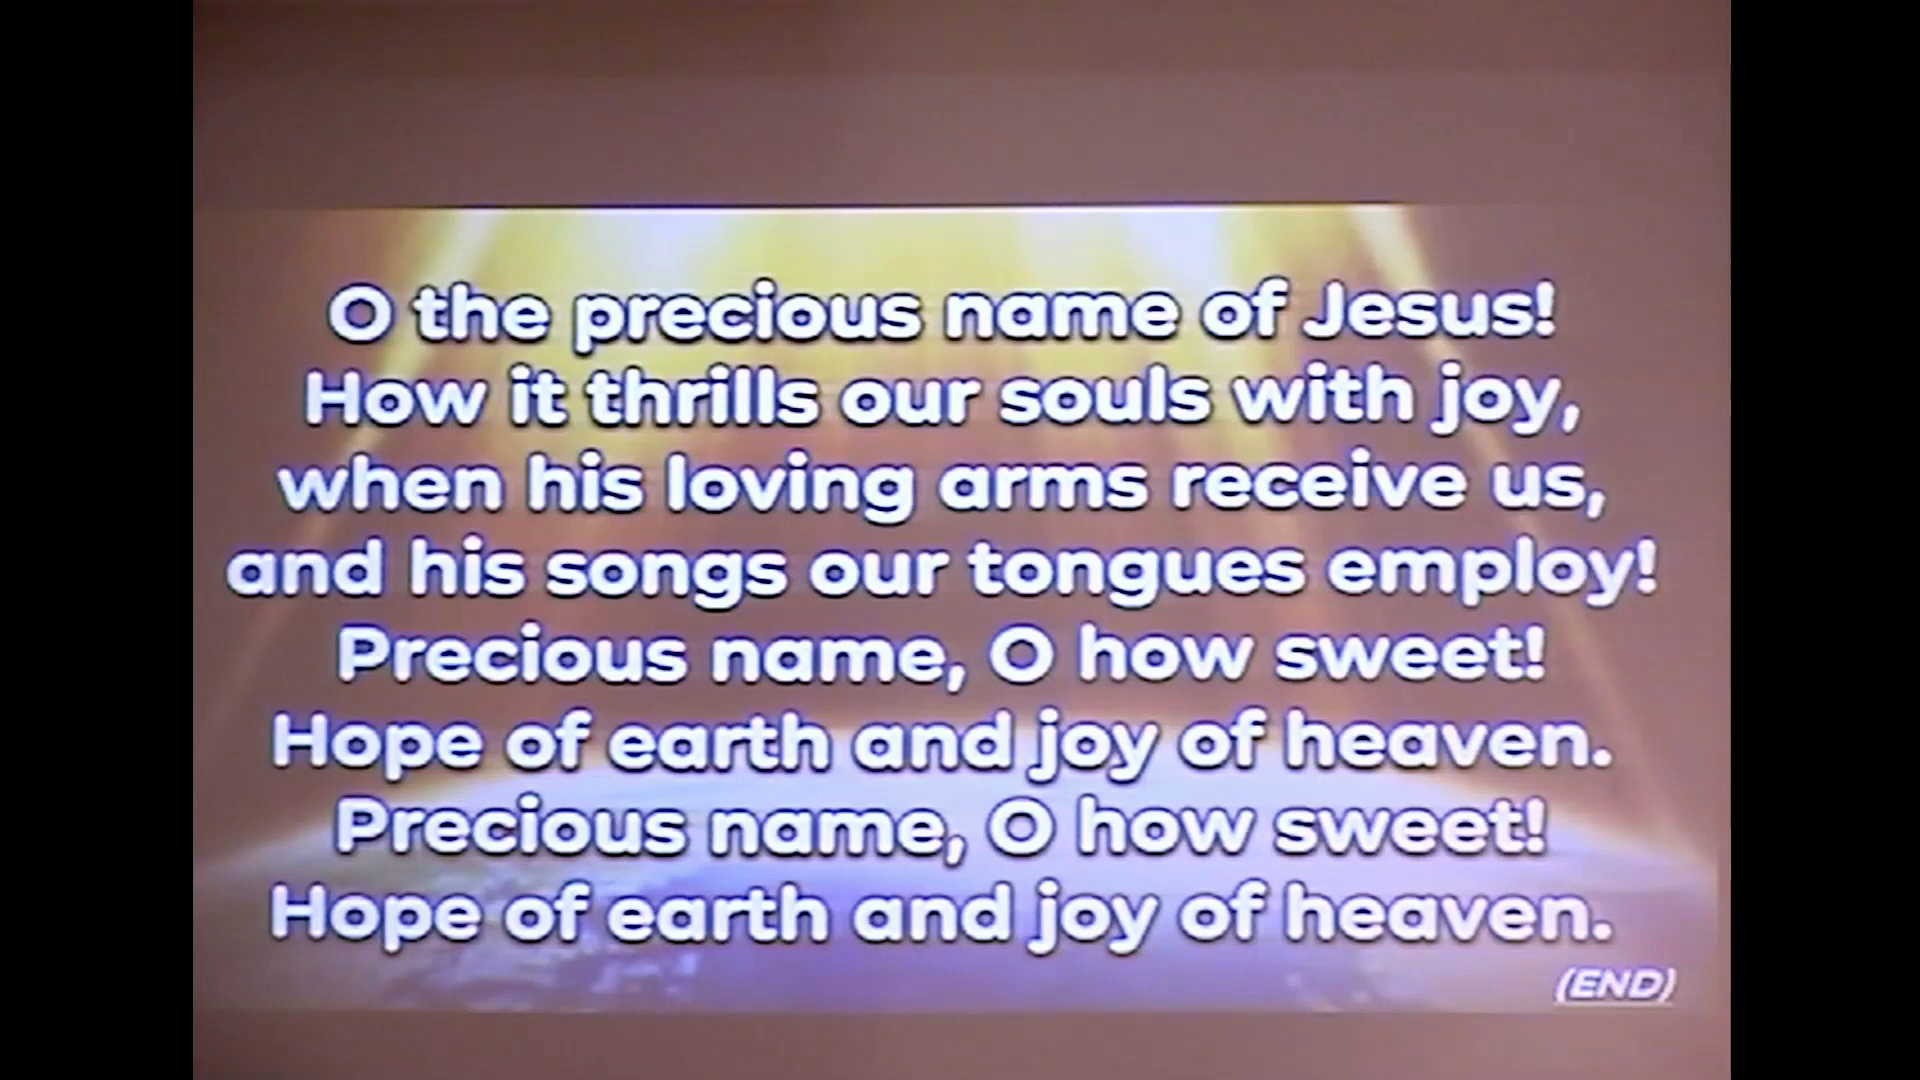 O the precious name of Jesus!
How it thrills our souls with joy,
when his loving arms receive us,
and his songs our tongues employ!
Precious name, O how sweet!
Hope of earth and joy of heaven.
Precious name, O how sweet!
Hope of earth and joy of heaven.
(END)